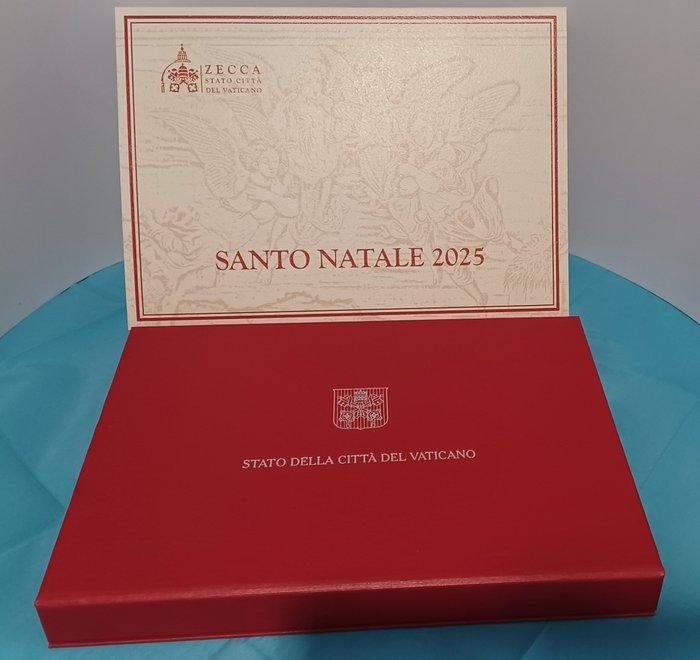 ZECCA
STATO CITTÀ
DEL VATICANO
SANTO NATALE 2025
STATO DELLA CITTÀ DEL VATICANO